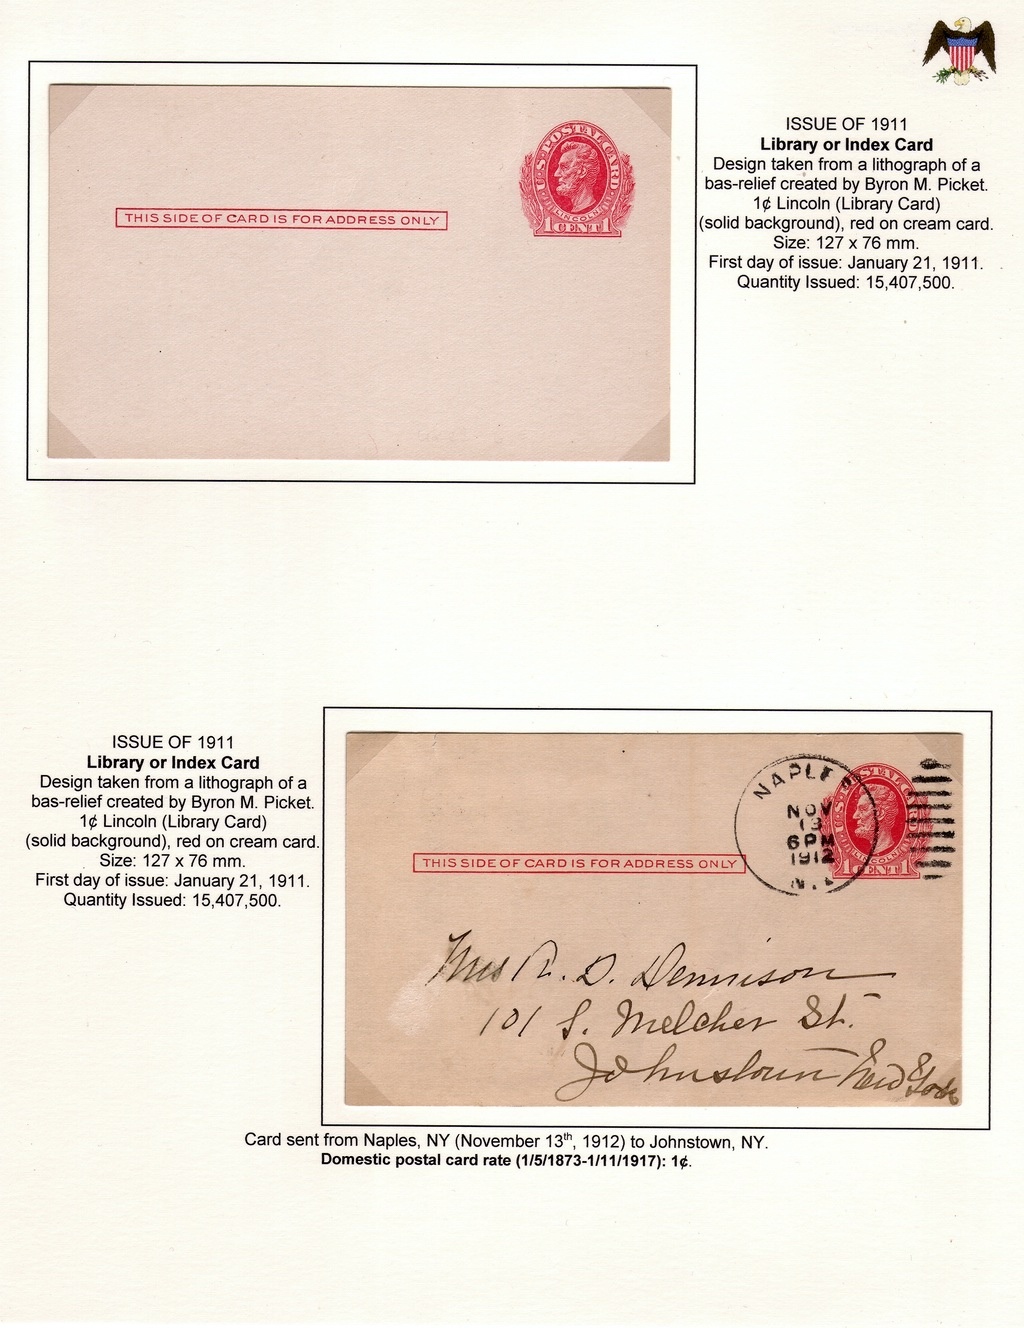 U.S. POSTAL CARD
LINCOLN
1 CENT 1
THIS SIDE OF CARD IS FOR ADDRESS ONLY
ISSUE OF 1911
Library or Index Card
Design taken from a lithograph of a
bas-relief created by Byron M. Picket.
1¢ Lincoln (Library Card)
(solid background), red on cream card.
Size: 127 x 76 mm.
First day of issue: January 21, 1911.
Quantity Issued: 15,407,500.
ISSUE OF 1911
Library or Index Card
Design taken from a lithograph of a
bas-relief created by Byron M. Picket.
1¢ Lincoln (Library Card)
(solid background), red on cream card.
Size: 127 x 76 mm.
First day of issue: January 21, 1911.
Quantity Issued: 15,407,500.
NAPLE
NOV
13
6 PM
1912
N.
U.S. POSTAL
LINCOLN
1 CENT 1
THIS SIDE OF CARD IS FOR ADDRESS ONLY
Mrs R. D. Dennison
101 S. Melcher St.
Johnstown New York
Card sent from Naples, NY (November 13th, 1912) to Johnstown, NY.
Domestic postal card rate (1/5/1873-1/11/1917): 1¢.